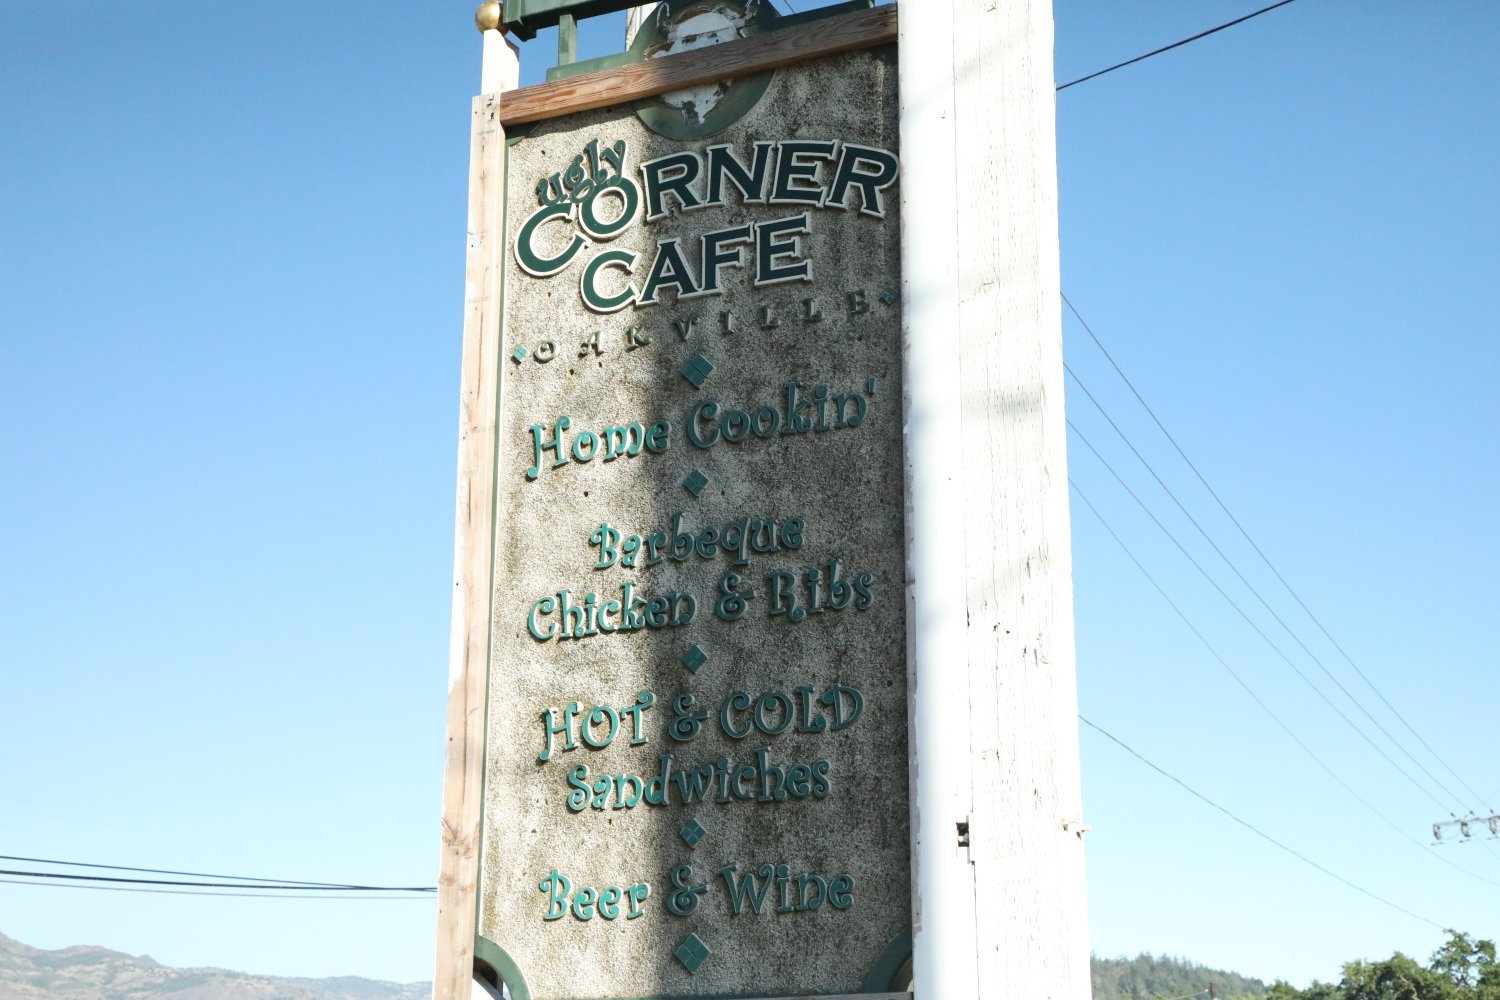 ugly
CORNER
CAFE
OAKVILLE
Home Cookin'
Barbeque
Chicken & Ribs
HOT & COLD
Sandwiches
Beer & Wine